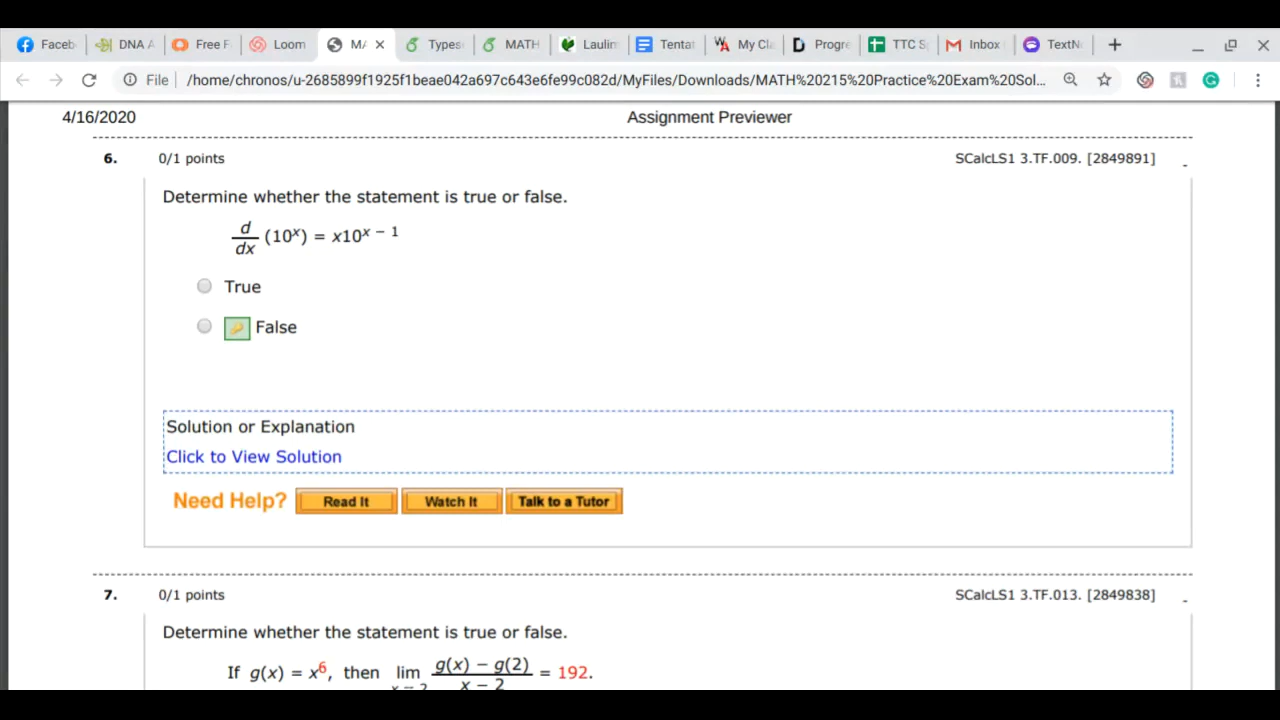 Faceb DNA A Free F Loom MA Types MATH Laulim Tentat My Cla Progre TTC S Inbox TextN
File /home/chronos/u-2685899f1925f1beae042a697c643e6fe99c082d/MyFiles/Downloads/MATH%20215%20Practice%20Exam%20Sol...
4/16/2020 Assignment Previewer
6. 0/1 points SCalcLS1 3.TF.009. [2849891]
Determine whether the statement is true or false.
d/dx (10^x) = x10^(x − 1)
True
False
Solution or Explanation
Click to View Solution
Need Help? Read It Watch It Talk to a Tutor
7. 0/1 points SCalcLS1 3.TF.013. [2849838]
Determine whether the statement is true or false.
If g(x) = x^6, then lim g(x) − g(2) / x − 2 = 192.